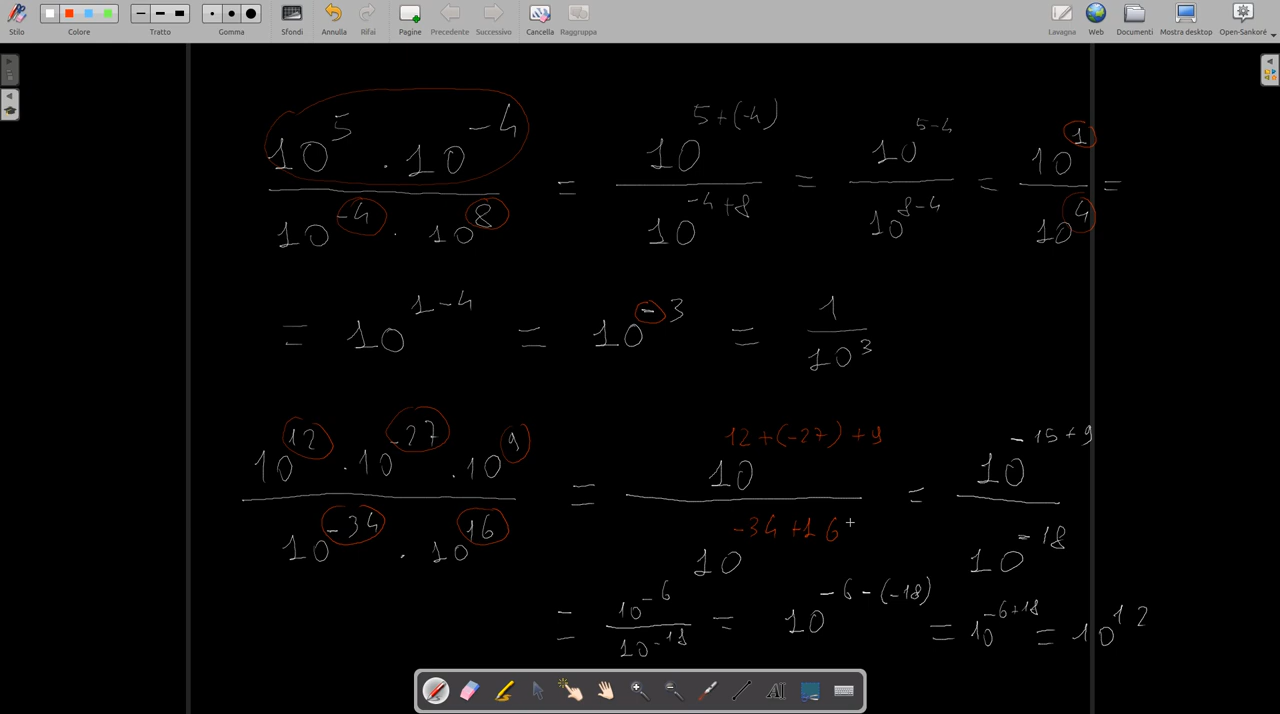 Stilo Colore Tratto Gomma Sfondi Annulla Rifai Pagine Precedente Successivo Cancella Raggruppa Lavagna Web Documenti Mostra desktop Open-Sankoré
10^5 · 10^-4 / 10^-4 · 10^8 = 10^5+(-4) / 10^-4+8 = 10^5-4 / 10^8-4 = 10^1 / 10^4 =
= 10^1-4 = 10^-3 = 1 / 10^3
10^12 · 10^-27 · 10^9 / 10^-34 · 10^16 = 10^12+(-27)+9 / 10^-34+16 = 10^-15+9 / 10^-18
= 10^-6 / 10^-18 = 10^-6-(-18) = 10^-6+18 = 10^12
AI